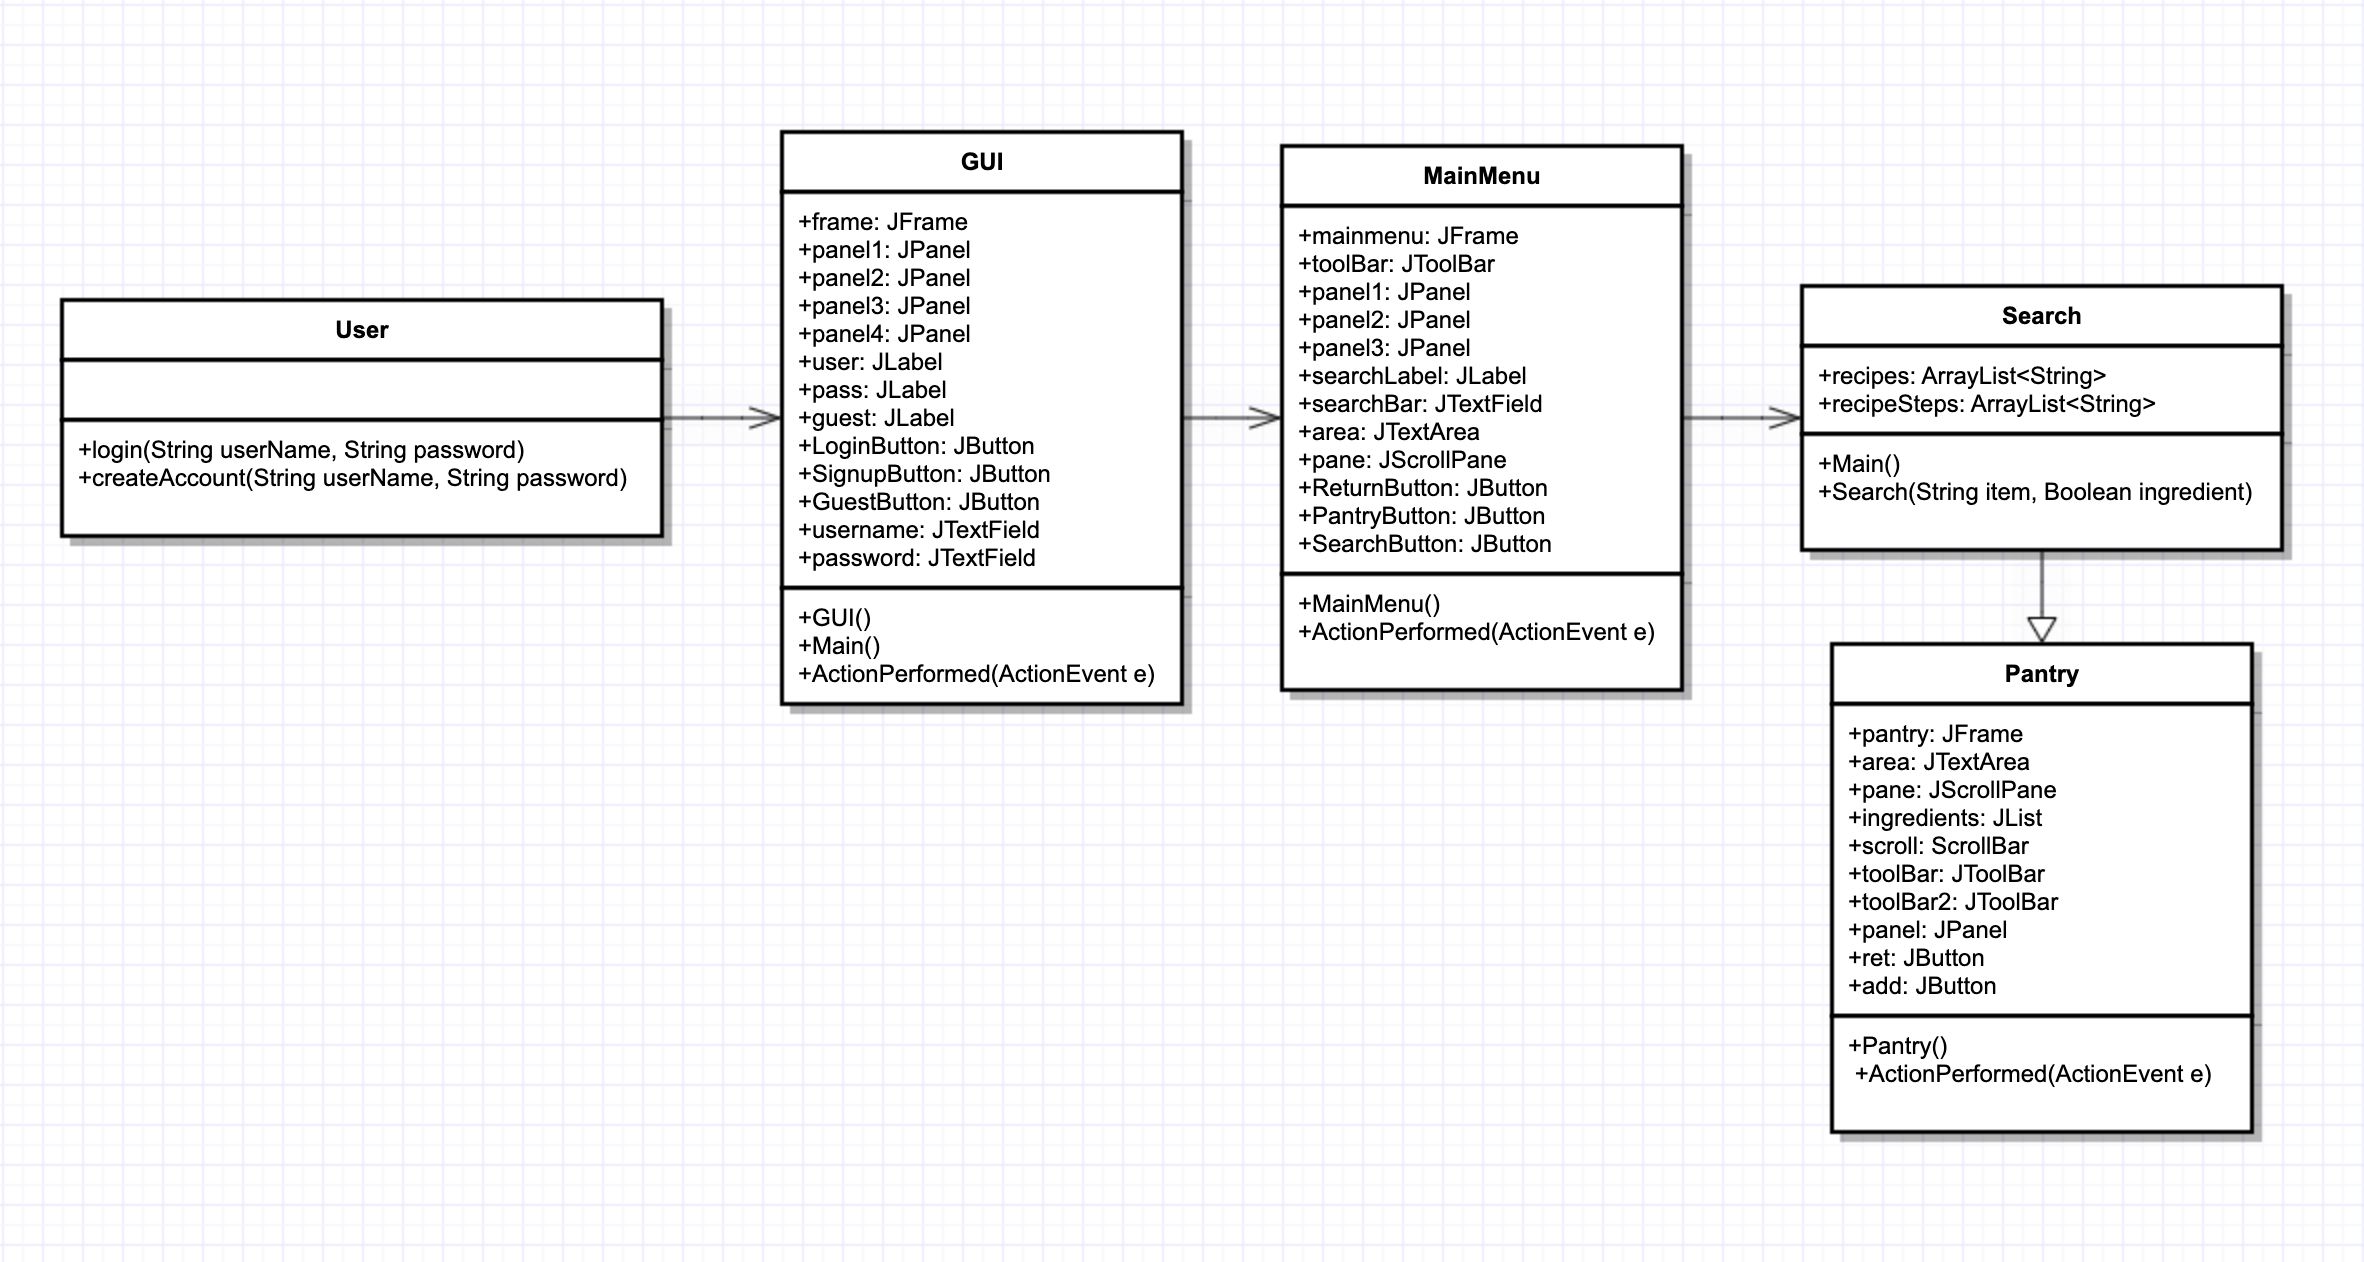 User
+login(String userName, String password)
+createAccount(String userName, String password)
GUI
+frame: JFrame
+panel1: JPanel
+panel2: JPanel
+panel3: JPanel
+panel4: JPanel
+user: JLabel
+pass: JLabel
+guest: JLabel
+LoginButton: JButton
+SignupButton: JButton
+GuestButton: JButton
+username: JTextField
+password: JTextField
+GUI()
+Main()
+ActionPerformed(ActionEvent e)
MainMenu
+mainmenu: JFrame
+toolBar: JToolBar
+panel1: JPanel
+panel2: JPanel
+panel3: JPanel
+searchLabel: JLabel
+searchBar: JTextField
+area: JTextArea
+pane: JScrollPane
+ReturnButton: JButton
+PantryButton: JButton
+SearchButton: JButton
+MainMenu()
+ActionPerformed(ActionEvent e)
Search
+recipes: ArrayList<String>
+recipeSteps: ArrayList<String>
+Main()
+Search(String item, Boolean ingredient)
Pantry
+pantry: JFrame
+area: JTextArea
+pane: JScrollPane
+ingredients: JList
+scroll: ScrollBar
+toolBar: JToolBar
+toolBar2: JToolBar
+panel: JPanel
+ret: JButton
+add: JButton
+Pantry()
+ActionPerformed(ActionEvent e)